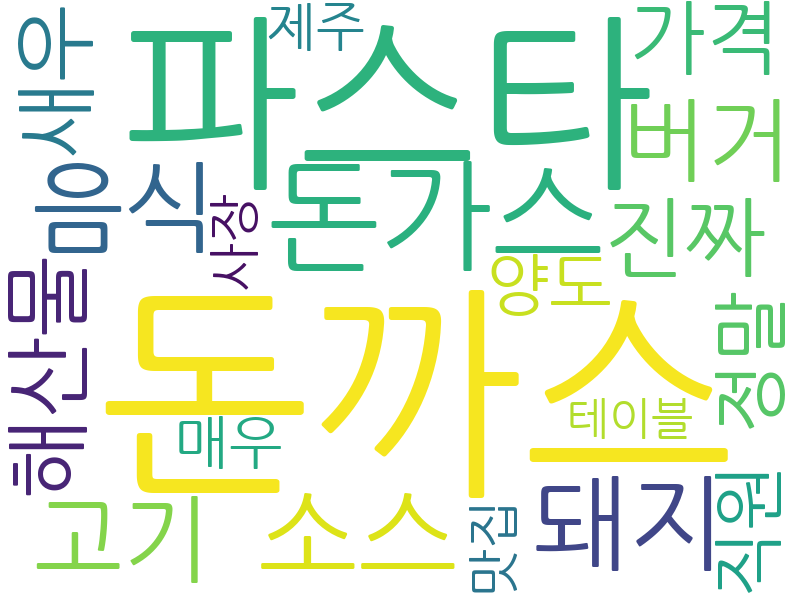 새우
파스타
제주
가격
버거
음식
사장
돈가스
진짜
해산물
양도
정말
돈까스
매우
테이블
고기
소스
맛집
돼지
직원